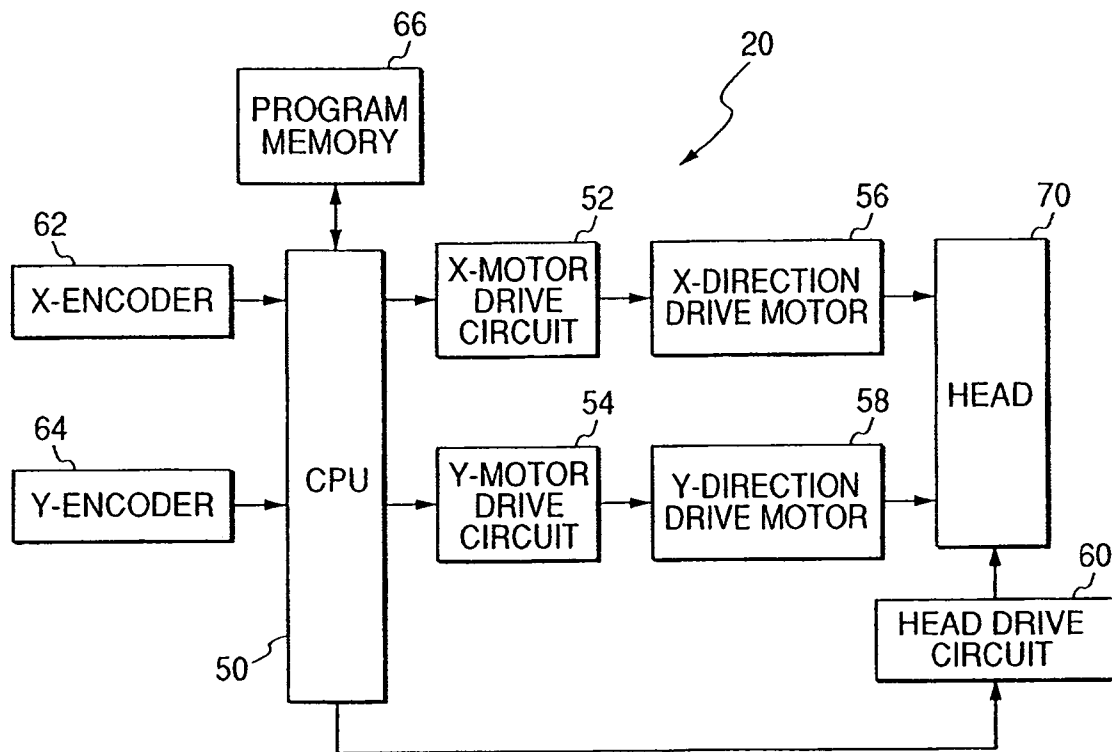 66
PROGRAM
MEMORY
20
62
X-ENCODER
52
X-MOTOR
DRIVE
CIRCUIT
56
X-DIRECTION
DRIVE MOTOR
70
HEAD
64
Y-ENCODER
CPU
50
54
Y-MOTOR
DRIVE
CIRCUIT
58
Y-DIRECTION
DRIVE MOTOR
60
HEAD DRIVE
CIRCUIT